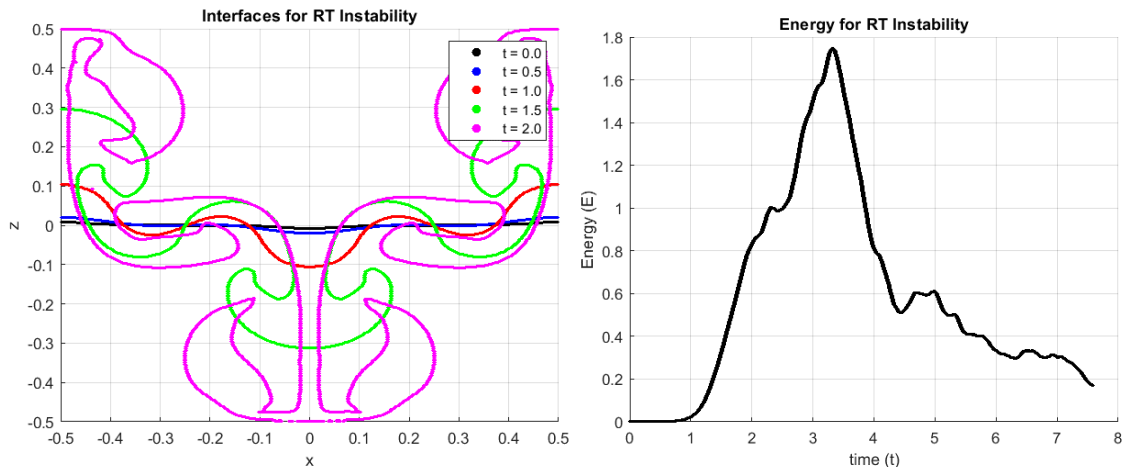 Interfaces for RT Instability
0.5
0.4
0.3
0.2
0.1
0
-0.1
-0.2
-0.3
-0.4
-0.5
z
-0.5 -0.4 -0.3 -0.2 -0.1 0 0.1 0.2 0.3 0.4 0.5
x
t = 0.0
t = 0.5
t = 1.0
t = 1.5
t = 2.0
Energy for RT Instability
1.8
1.6
1.4
1.2
1
0.8
0.6
0.4
0.2
0
Energy (E)
0 1 2 3 4 5 6 7 8
time (t)